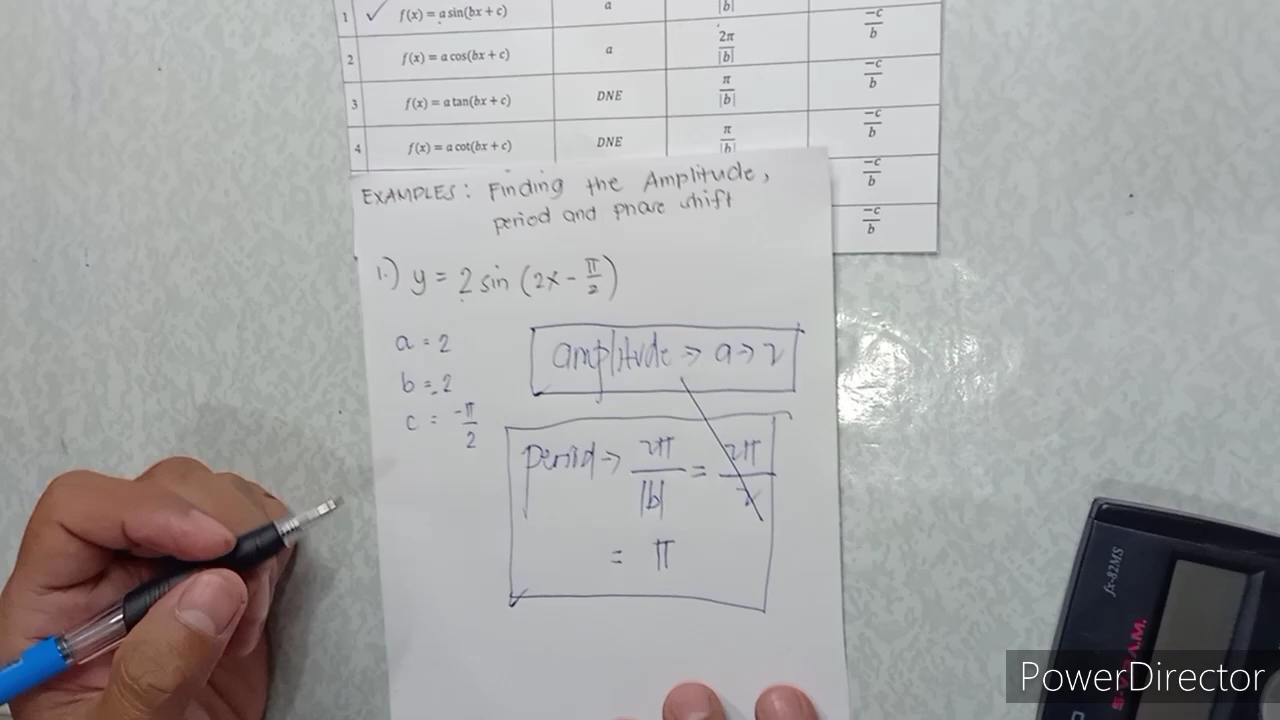 1 ✓ f(x) = a sin(bx + c) a |b| −c/b
2 f(x) = a cos(bx + c) a 2π/|b| −c/b
3 f(x) = a tan(bx + c) DNE π/|b| −c/b
4 f(x) = a cot(bx + c) DNE π/|b| −c/b
−c/b
−c/b
EXAMPLES: Finding the Amplitude,
period and phase shift
1.) y = 2 sin (2x − π/2)
a = 2
b = 2
c = −π/2
amplitude → a → 2
period → 2π/|b| = 2π/2
= π
fx-82MS
S-V.P.A.M.
PowerDirector